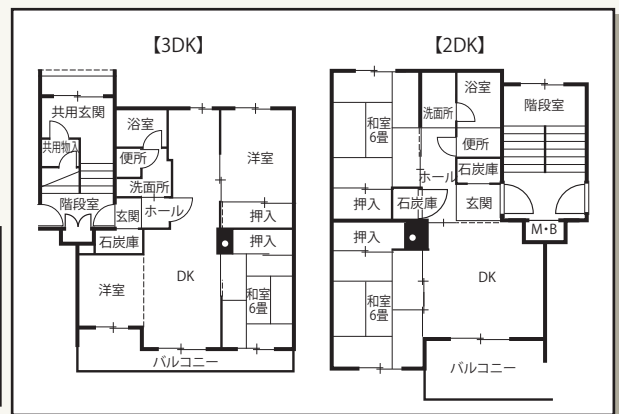 【3DK】
共用玄関
共用物入
階段室
浴室
便所
洗面所
玄関
ホール
石炭庫
洋室
押入
押入
DK
洋室
和室
6畳
バルコニー
【2DK】
和室
6畳
押入
洗面所
浴室
便所
石炭庫
ホール
石炭庫
玄関
階段室
M・B
押入
和室
6畳
DK
バルコニー